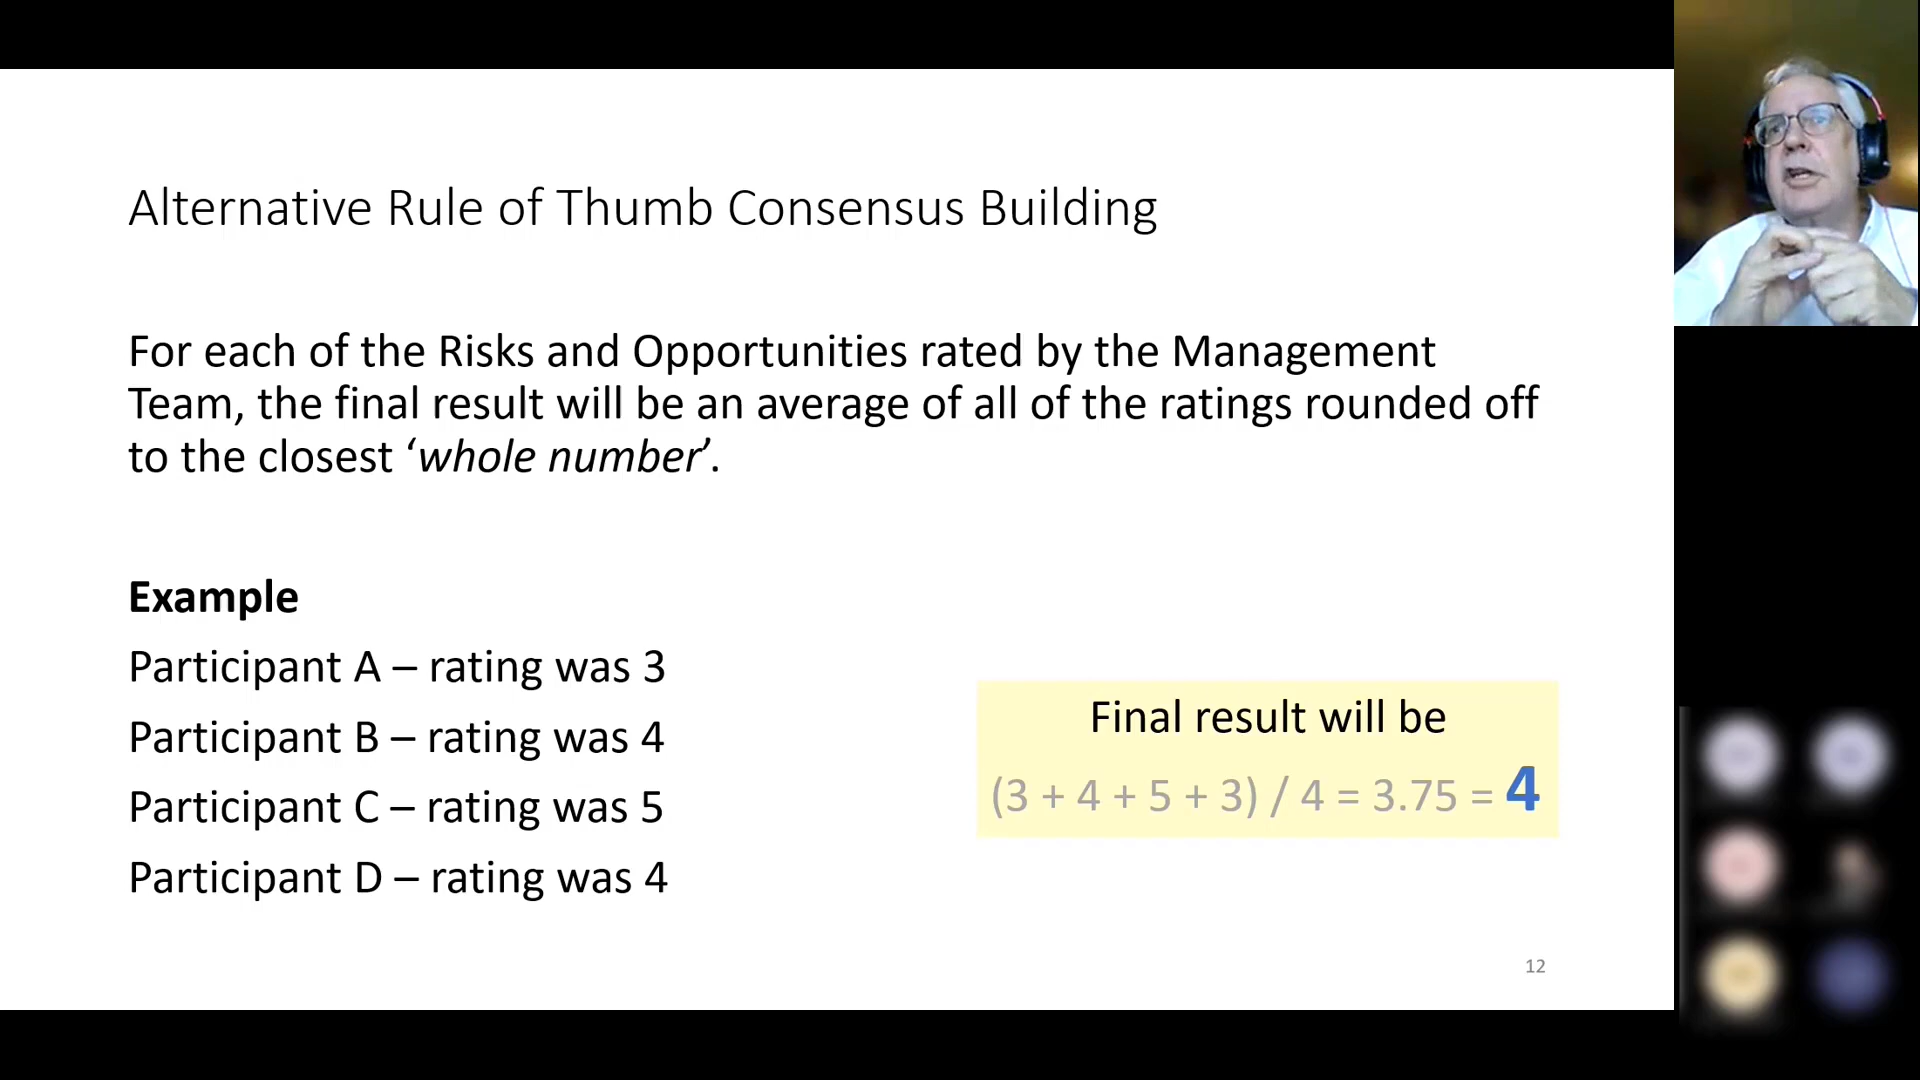 Alternative Rule of Thumb Consensus Building
For each of the Risks and Opportunities rated by the Management
Team, the final result will be an average of all of the ratings rounded off
to the closest ‘whole number’.
Example
Participant A – rating was 3
Participant B – rating was 4
Participant C – rating was 5
Participant D – rating was 4
Final result will be
(3 + 4 + 5 + 3) / 4 = 3.75 = 4
12